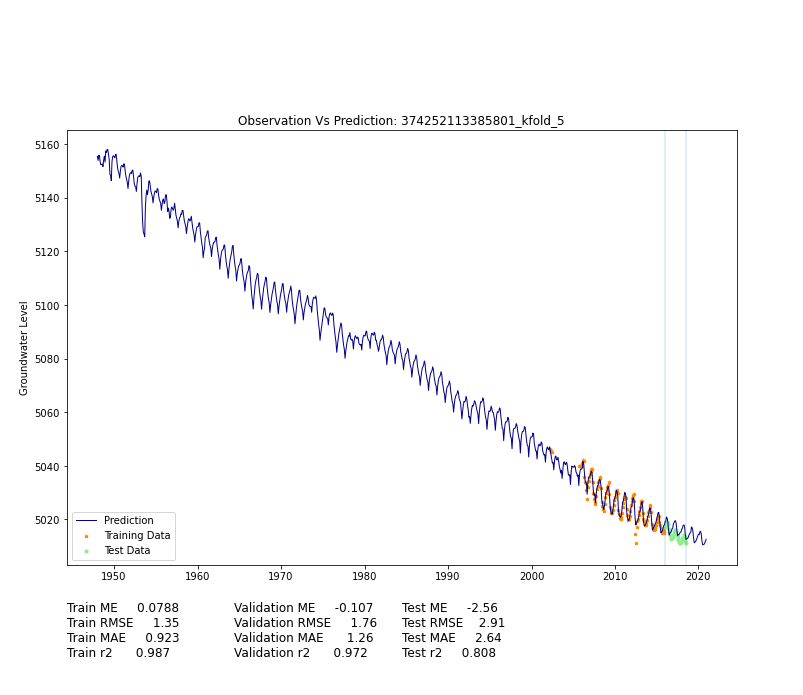 Observation Vs Prediction: 374252113385801_kfold_5
5160
5140
5120
5100
5080
5060
5040
5020
Groundwater Level
Prediction
Training Data
Test Data
1950 1960 1970 1980 1990 2000 2010 2020
Train ME 0.0788 Validation ME -0.107 Test ME -2.56
Train RMSE 1.35 Validation RMSE 1.76 Test RMSE 2.91
Train MAE 0.923 Validation MAE 1.26 Test MAE 2.64
Train r2 0.987 Validation r2 0.972 Test r2 0.808